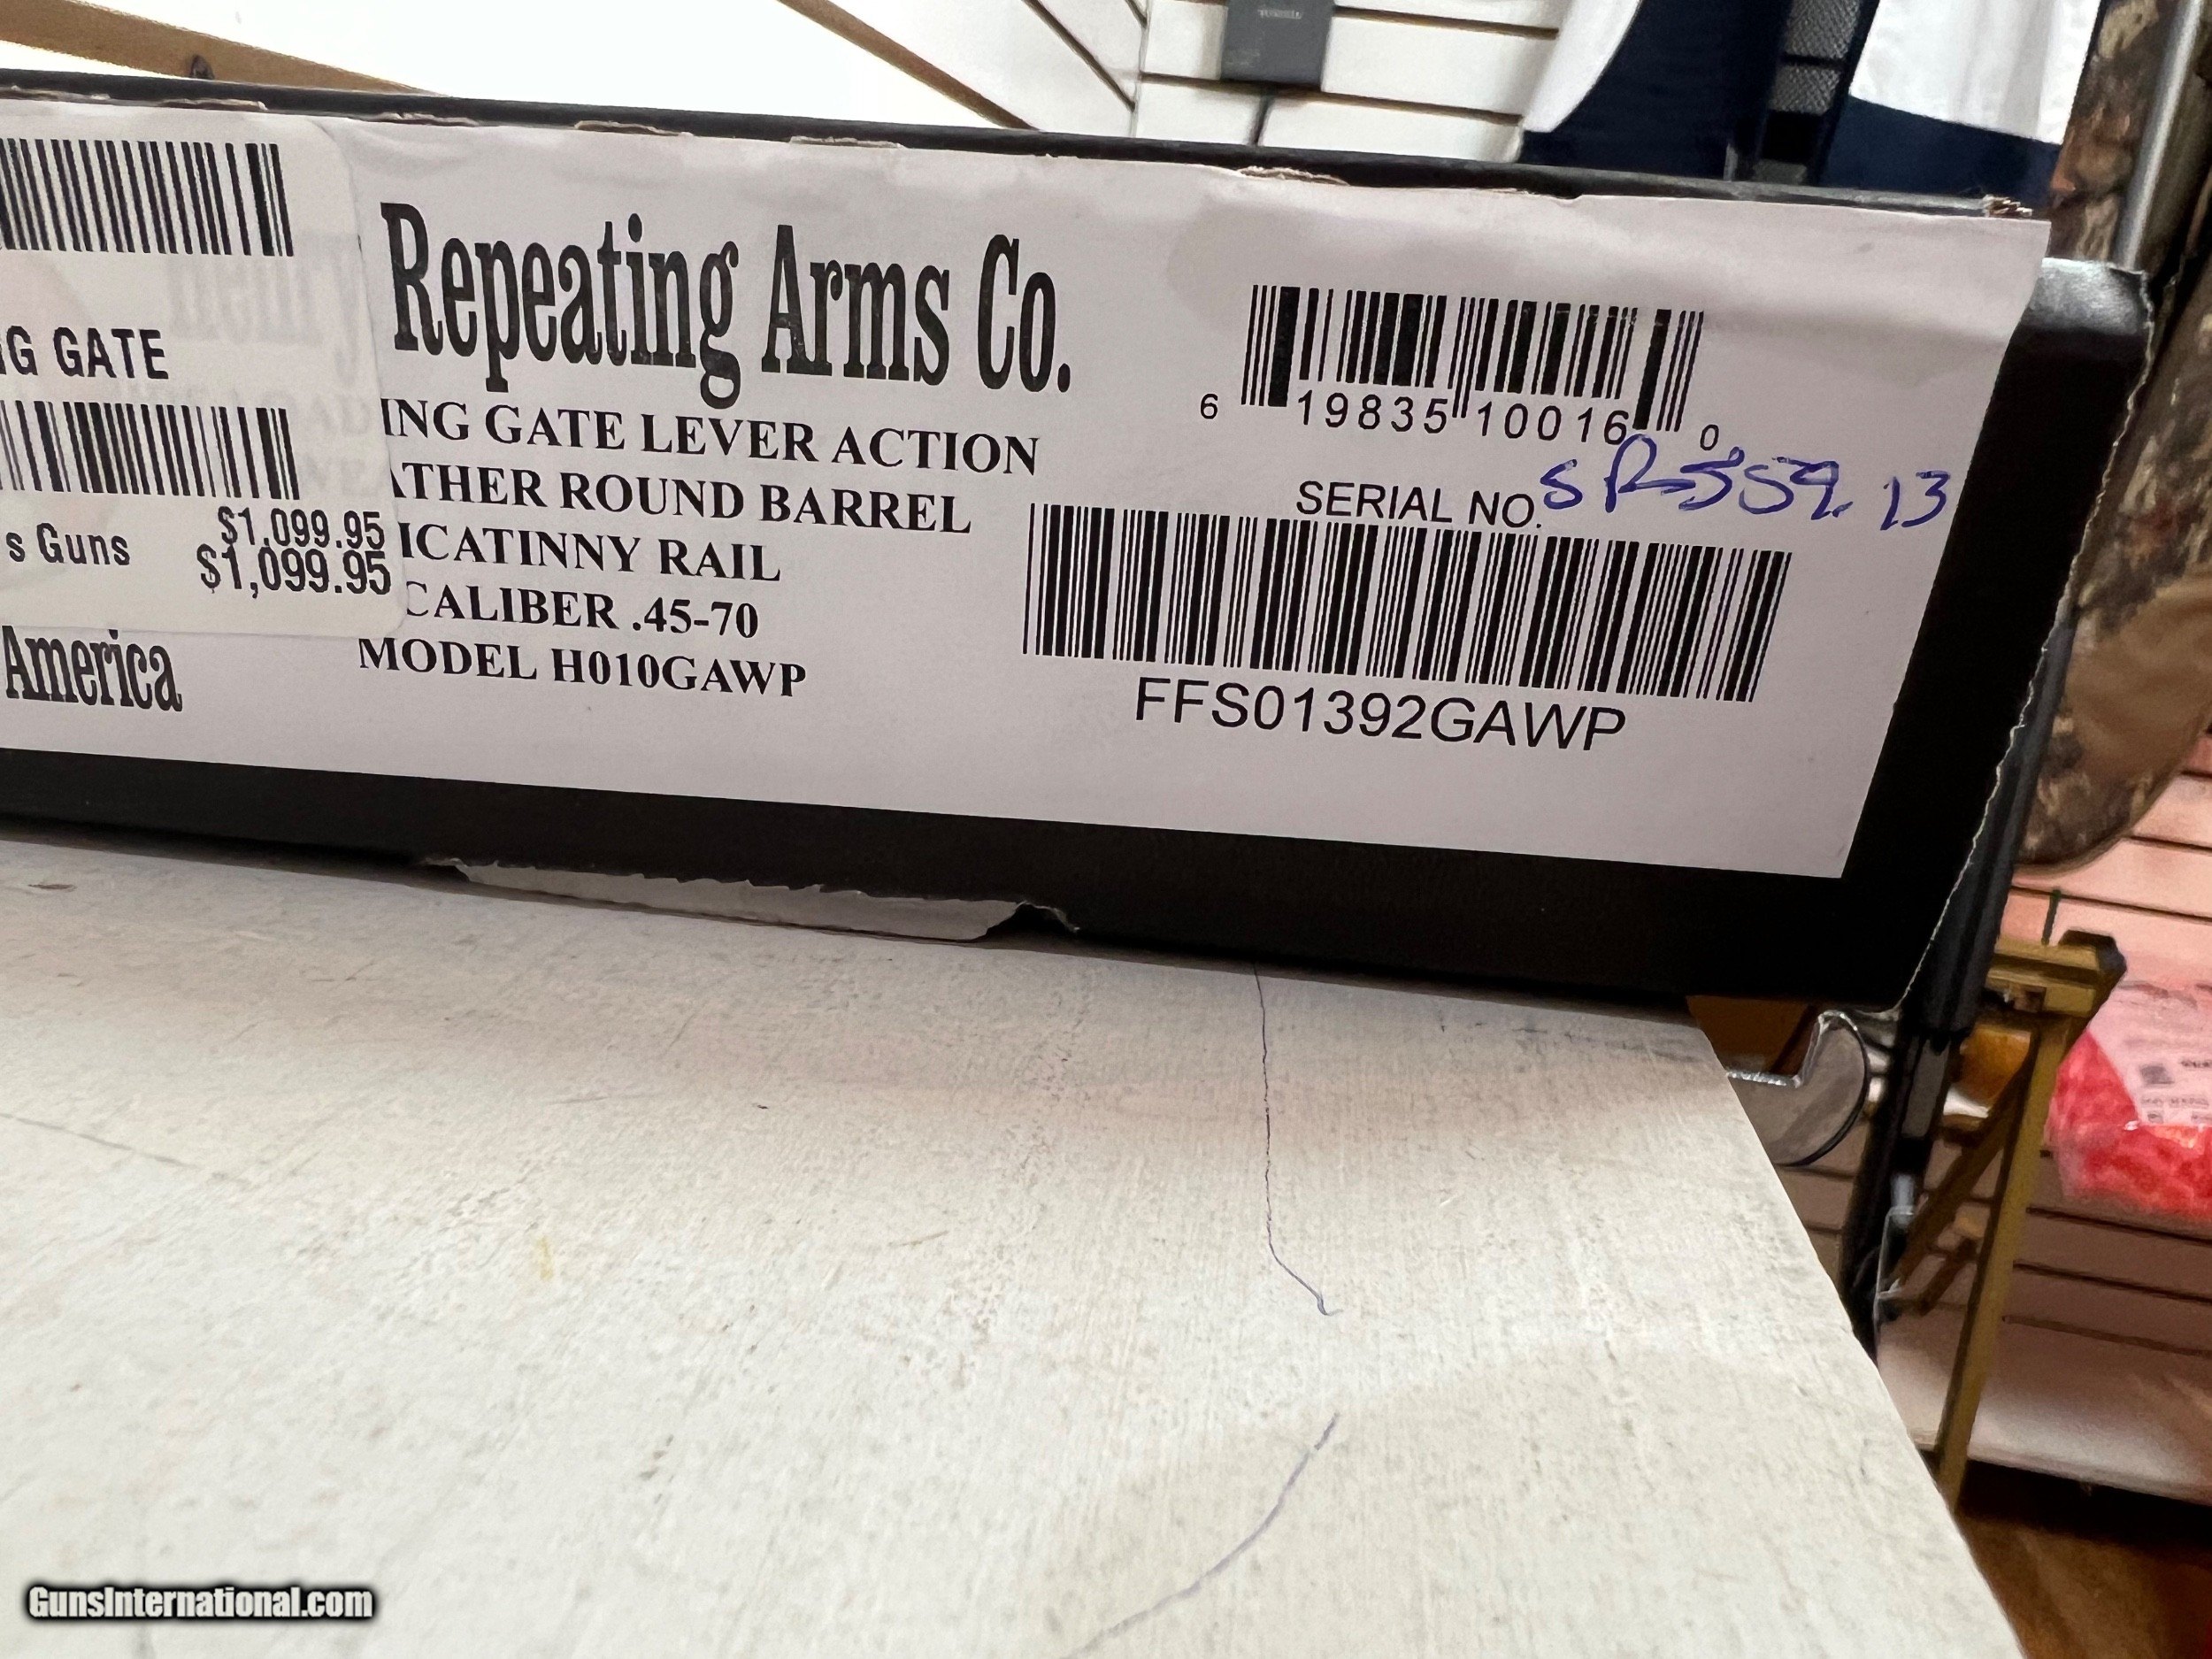 Repeating Arms Co.
G GATE
ING GATE LEVER ACTION
ATHER ROUND BARREL
ICATINNY RAIL
CALIBER .45-70
MODEL H010GAWP
s Guns
$1,099.95
$1,099.95
America
6 19835 10016 0
SERIAL NO.
FFS01392GAWP
GunsInternational.com